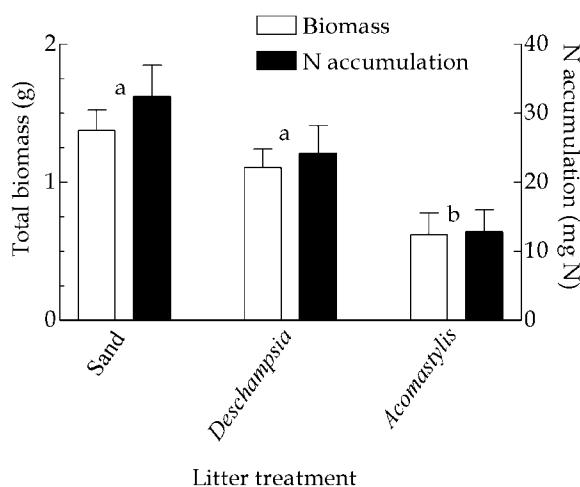 Biomass
N accumulation
2
1
0
Total biomass (g)
40
30
20
10
0
N accumulation (mg N)
a
a
b
Sand
Deschampsia
Acomastylis
Litter treatment